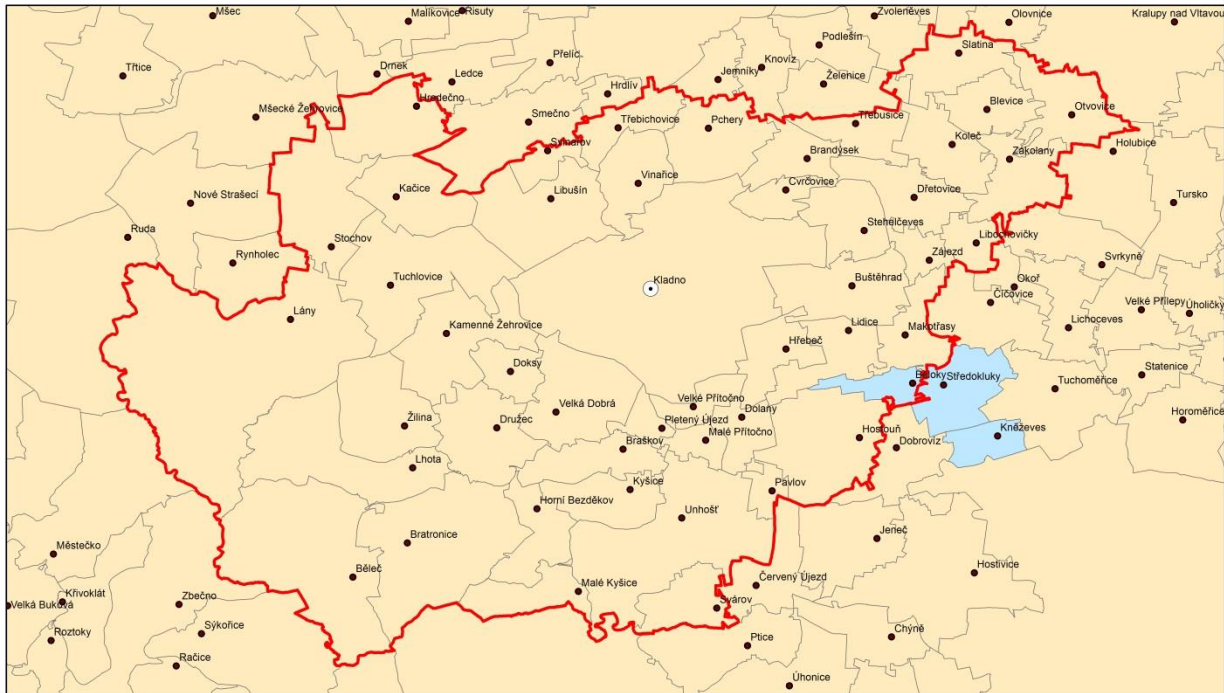 Mšec
Malíkovice
Risuty
Zvoleněves
Olovnice
Kralupy nad Vltavou
Třtice
Drnek
Ledce
Přelíc
Podlešín
Slatina
Jemníky
Knovíz
Želenice
Mšecké Žehrovice
Hrdlív
Smečno
Třebichovice
Pchery
Třebusice
Blevice
Otvovice
Svinařov
Koleč
Zákolany
Holubice
Brandýsek
Kačice
Libušín
Vinařice
Cvrčovice
Dřetovice
Tursko
Nové Strašecí
Ruda
Rynholec
Stochov
Stehelčeves
Libochovičky
Zájezd
Svrkyně
Tuchlovice
Kladno
Buštěhrad
Okoř
Číčovice
Velké Přílepy
Úholičky
Lány
Kamenné Žehrovice
Lidice
Makotřasy
Lichoceves
Hřebeč
Doksy
Běloky
Středokluky
Tuchoměřice
Statenice
Žilina
Družec
Velká Dobrá
Velké Přítočno
Dolany
Pletený Újezd
Malé Přítočno
Hostouň
Dobrovíz
Kněževes
Horoměřice
Braškov
Lhota
Kyšice
Pavlov
Horní Bezděkov
Unhošť
Bratronice
Jeneč
Městečko
Běleč
Hostivice
Malé Kyšice
Červený Újezd
Křivoklát
Velká Buková
Zbečno
Svárov
Roztoky
Sýkořice
Chýně
Ptice
Račice
Úhonice